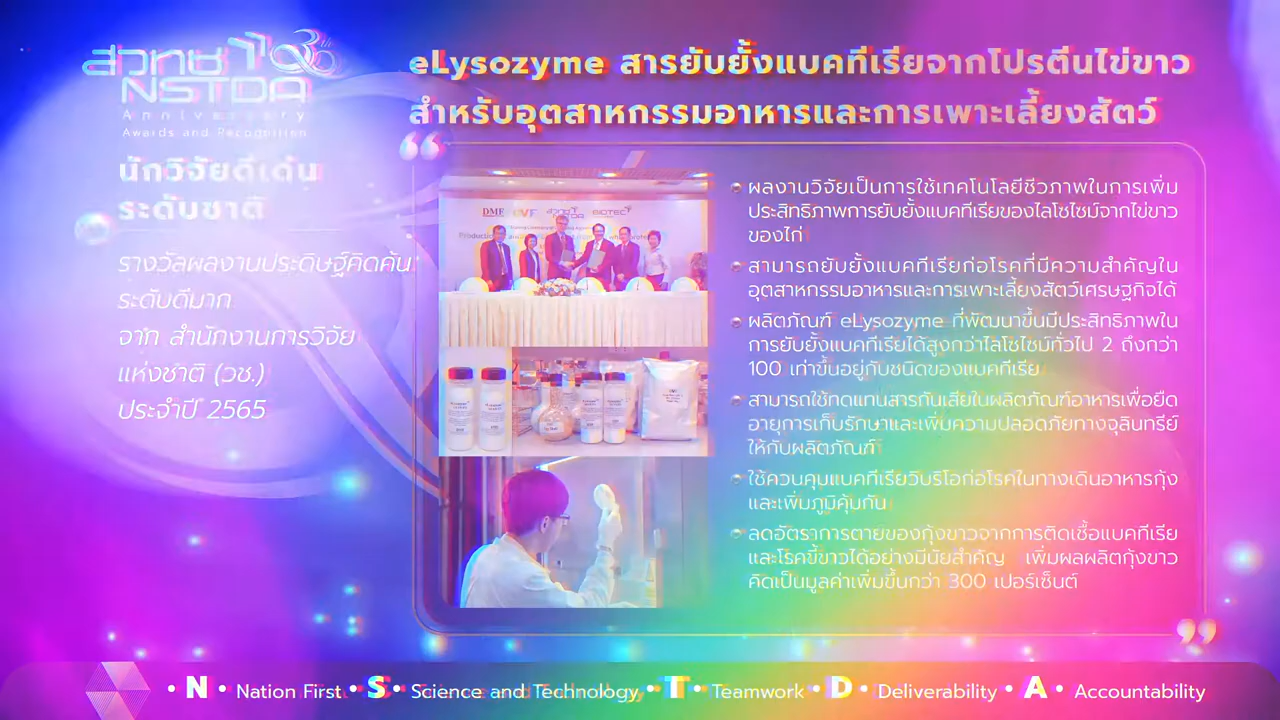 สวทช 30th
NSTDA
Anniversary
Awards and Recognition
นักวิจัยดีเด่น
ระดับชาติ
รางวัลผลงานประดิษฐ์คิดค้น
ระดับดีมาก
จาก สำนักงานการวิจัย
แห่งชาติ (วช.)
ประจำปี 2565
eLysozyme สารยับยั้งแบคทีเรียจากโปรตีนไข่ขาว
สำหรับอุตสาหกรรมอาหารและการเพาะเลี้ยงสัตว์
DMF สวทช NSTDA BIOTEC
ผลงานวิจัยเป็นการใช้เทคโนโลยีชีวภาพในการเพิ่ม
ประสิทธิภาพการยับยั้งแบคทีเรียของไลโซไซม์จากไข่ขาว
ของไก่
สามารถยับยั้งแบคทีเรียก่อโรคที่มีความสำคัญใน
อุตสาหกรรมอาหารและการเพาะเลี้ยงสัตว์เศรษฐกิจได้
ผลิตภัณฑ์ eLysozyme ที่พัฒนาขึ้นมีประสิทธิภาพใน
การยับยั้งแบคทีเรียได้สูงกว่าไลโซไซม์ทั่วไป 2 ถึงกว่า
100 เท่าขึ้นอยู่กับชนิดของแบคทีเรีย
สามารถใช้ทดแทนสารกันเสียในผลิตภัณฑ์อาหารเพื่อยืด
อายุการเก็บรักษาและเพิ่มความปลอดภัยทางจุลินทรีย์
ให้กับผลิตภัณฑ์
ใช้ควบคุมแบคทีเรียวิบริโอก่อโรคในทางเดินอาหารกุ้ง
และเพิ่มภูมิคุ้มกัน
ลดอัตราการตายของกุ้งขาวจากการติดเชื้อแบคทีเรีย
และโรคขี้ขาวได้อย่างมีนัยสำคัญ เพิ่มผลผลิตกุ้งขาว
คิดเป็นมูลค่าเพิ่มขึ้นกว่า 300 เปอร์เซ็นต์
• N • Nation First • S • Science and Technology • T • Teamwork • D • Deliverability • A • Accountability